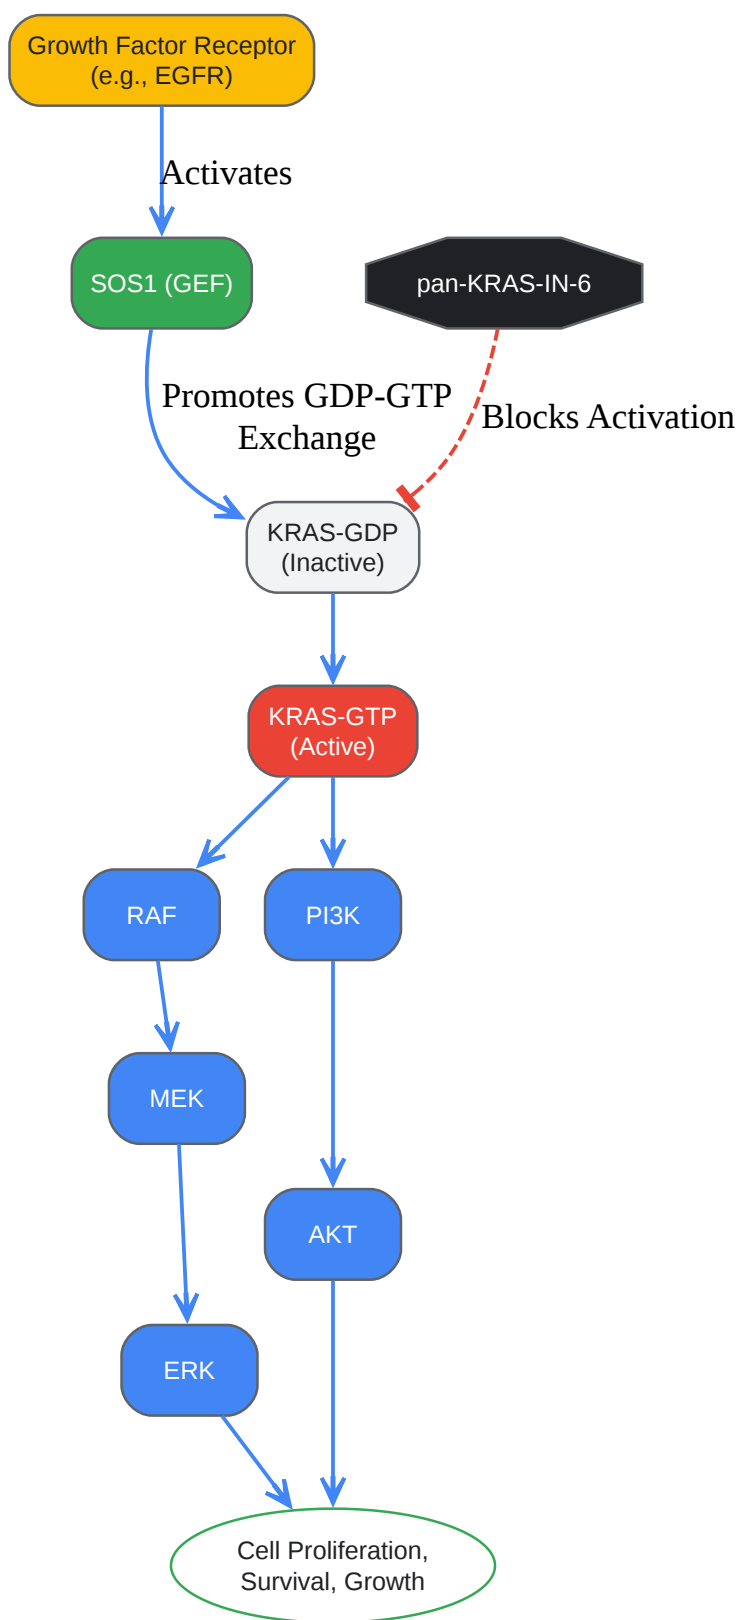 Growth Factor Receptor
(e.g., EGFR)
Activates
SOS1 (GEF)
pan-KRAS-IN-6
Promotes GDP-GTP
Exchange
Blocks Activation
KRAS-GDP
(Inactive)
KRAS-GTP
(Active)
RAF
PI3K
MEK
AKT
ERK
Cell Proliferation,
Survival, Growth